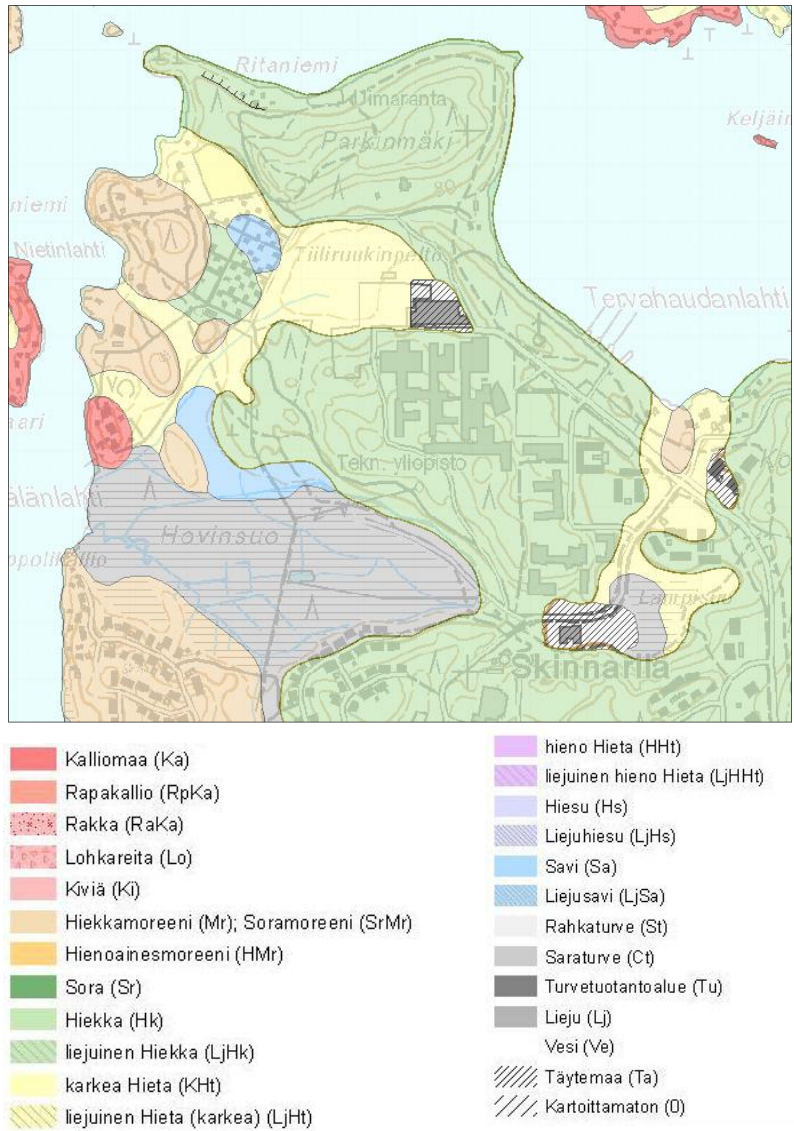 Ritaniemi
Uimaranta
Parkinmäki
Keljäin
niemi
Nietinlahti
Tiiliruukinpelto
Tervahaudanlahti
aari
Tekn. yliopisto
älänlahti
Hovinsuo
Skinnarila
Kalliomaa (Ka)
Rapakallio (RpKa)
Rakka (RaKa)
Lohkareita (Lo)
Kiviä (Ki)
Hiekkamoreeni (Mr); Soramoreeni (SrMr)
Hienoainesmoreeni (HMr)
Sora (Sr)
Hiekka (Hk)
liejuinen Hiekka (LjHk)
karkea Hieta (KHt)
liejuinen Hieta (karkea) (LjHt)
hieno Hieta (HHt)
liejuinen hieno Hieta (LjHHt)
Hiesu (Hs)
Liejuhiesu (LjHs)
Savi (Sa)
Liejusavi (LjSa)
Rahkaturve (St)
Saraturve (Ct)
Turvetuotantoalue (Tu)
Lieju (Lj)
Vesi (Ve)
Täytemaa (Ta)
Kartoittamaton (0)